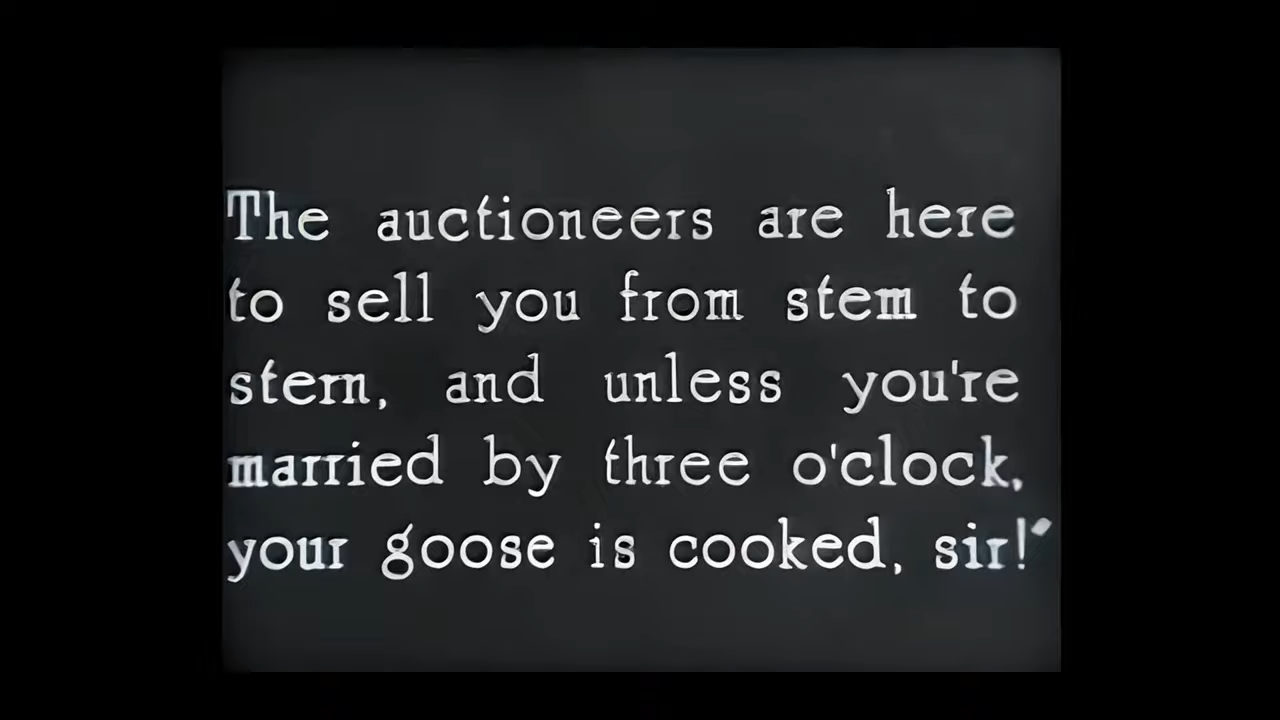 The auctioneers are here
to sell you from stem to
stern, and unless you're
married by three o'clock,
your goose is cooked, sir!"